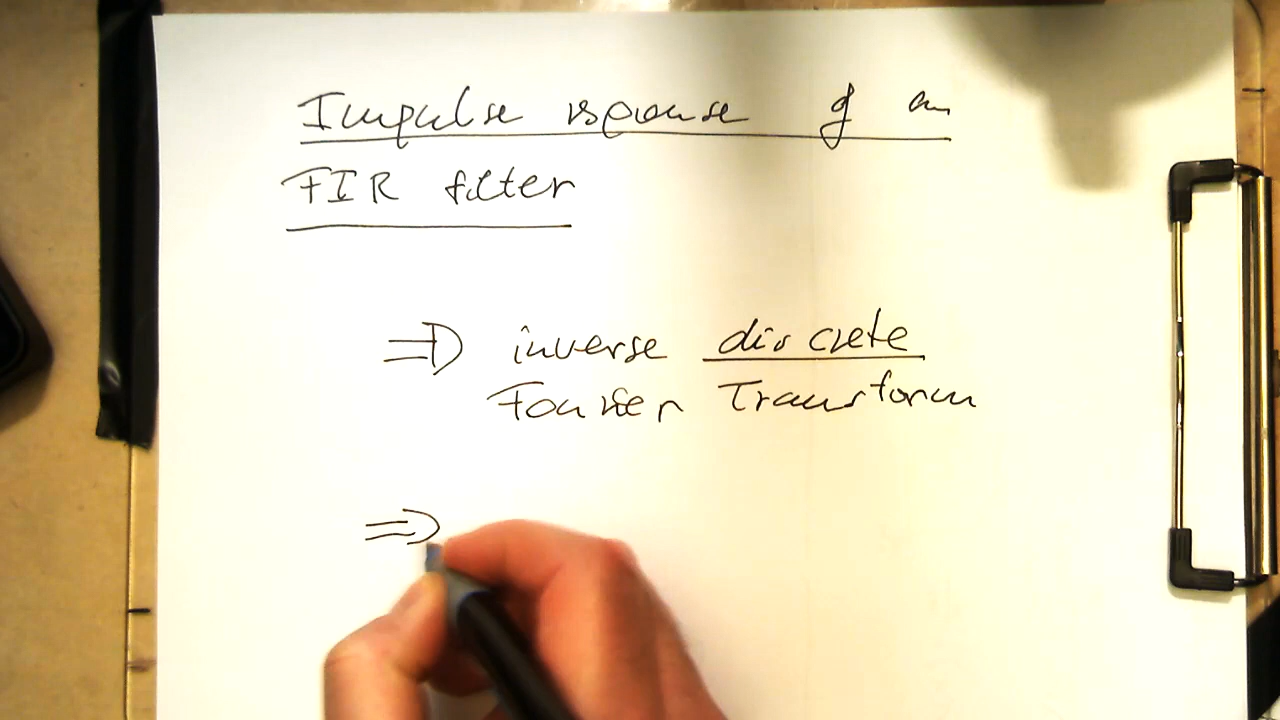 Impulse response of an
FIR filter
⇒ inverse discrete
Fourier Transform
⇒